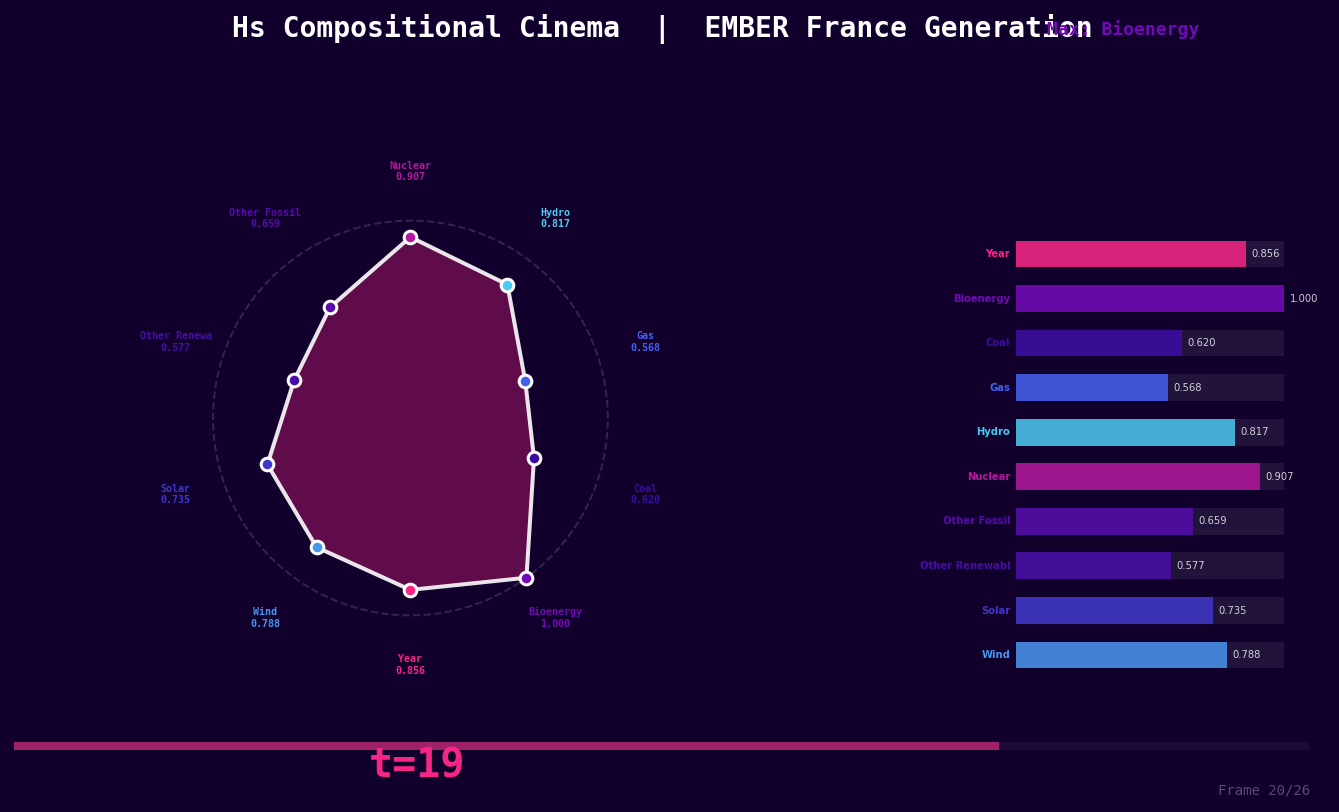 Hs Compositional Cinema | EMBER France Generation
Max: Bioenergy
Nuclear
0.907
Other Fossil
0.659
Hydro
0.817
Other Renewa
0.577
Gas
0.568
Solar
0.735
Coal
0.620
Wind
0.788
Bioenergy
1.000
Year
0.856
Year 0.856
Bioenergy 1.000
Coal 0.620
Gas 0.568
Hydro 0.817
Nuclear 0.907
Other Fossil 0.659
Other Renewabl 0.577
Solar 0.735
Wind 0.788
t=19
Frame 20/26